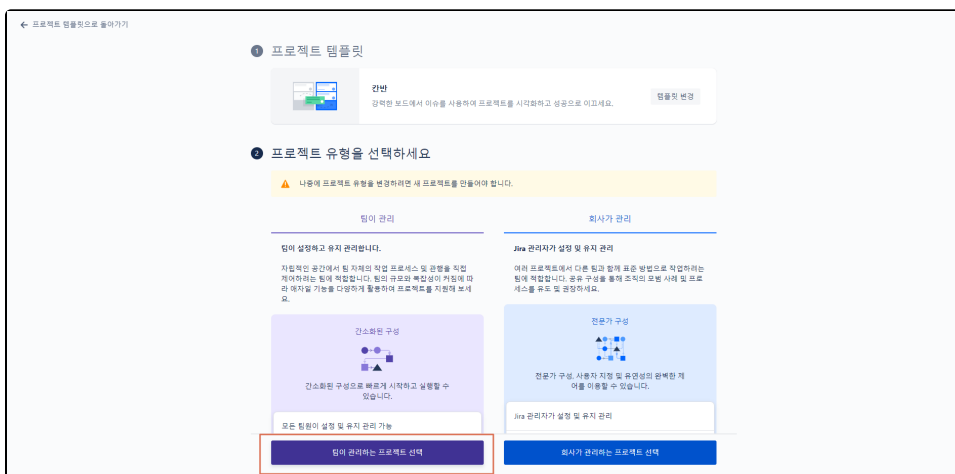 ← 프로젝트 템플릿으로 돌아가기
1 프로젝트 템플릿
칸반
강력한 보드에서 이슈를 사용하여 프로젝트를 시각화하고 성공으로 이끄세요.
템플릿 변경
2 프로젝트 유형을 선택하세요
나중에 프로젝트 유형을 변경하려면 새 프로젝트를 만들어야 합니다.
팀이 관리
팀이 설정하고 유지 관리합니다.
자립적인 공간에서 팀 자체의 작업 프로세스 및 관행을 직접
제어하려는 팀에 적합합니다. 팀의 규모와 복잡성이 커짐에 따
라 애자일 기능을 다양하게 활용하여 프로젝트를 지원해 보세
요.
간소화된 구성
간소화된 구성으로 빠르게 시작하고 실행할 수
있습니다.
모든 팀원이 설정 및 유지 관리 가능
팀이 관리하는 프로젝트 선택
회사가 관리
Jira 관리자가 설정 및 유지 관리
여러 프로젝트에서 다른 팀과 함께 표준 방법으로 작업하려는
팀에 적합합니다. 공유 구성을 통해 조직의 모범 사례 및 프로
세스를 유도 및 권장하세요.
전문가 구성
전문가 구성, 사용자 지정 및 유연성의 완벽한 제
어를 이용할 수 있습니다.
Jira 관리자가 설정 및 유지 관리
회사가 관리하는 프로젝트 선택